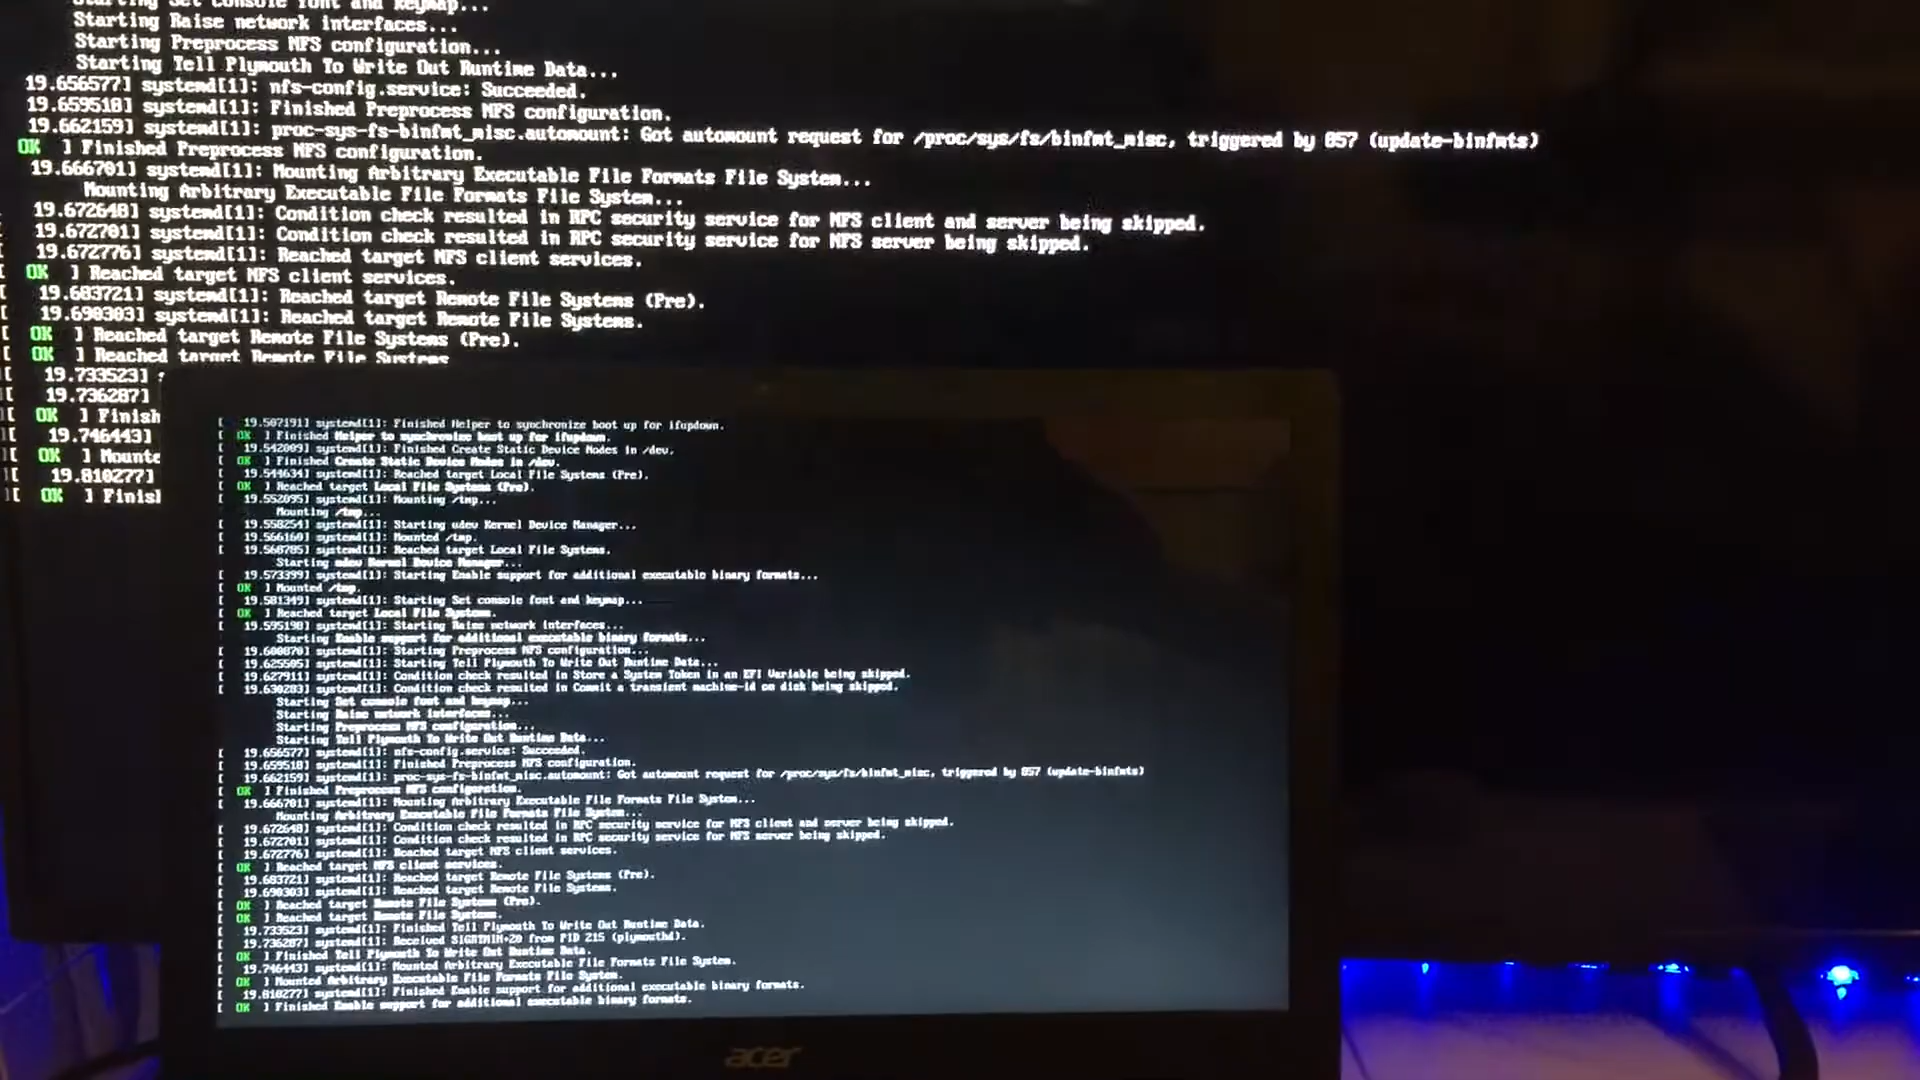 Starting Set console font and keymap...
Starting Raise network interfaces...
Starting Preprocess NFS configuration...
Starting Tell Plymouth To Write Out Runtime Data...
19.656577] systemd[1]: nfs-config.service: Succeeded.
19.659518] systemd[1]: Finished Preprocess NFS configuration.
19.662159] systemd[1]: proc-sys-fs-binfmt_misc.automount: Got automount request for /proc/sys/fs/binfmt_misc, triggered by 857 (update-binfmts)
OK ] Finished Preprocess NFS configuration.
19.666701] systemd[1]: Mounting Arbitrary Executable File Formats File System...
Mounting Arbitrary Executable File Formats File System...
19.672648] systemd[1]: Condition check resulted in RPC security service for NFS client and server being skipped.
19.672701] systemd[1]: Condition check resulted in RPC security service for NFS server being skipped.
19.672776] systemd[1]: Reached target NFS client services.
[ OK ] Reached target NFS client services.
[ 19.683721] systemd[1]: Reached target Remote File Systems (Pre).
[ 19.690303] systemd[1]: Reached target Remote File Systems.
[ OK ] Reached target Remote File Systems (Pre).
[ OK ] Reached target Remote File Systems
[ 19.733523]
[ 19.736287]
[ OK ] Finish
[ 19.746443]
[ OK ] Mounte
[ 19.810277]
[ OK ] Finish
[ 19.507191] systemd[1]: Finished Helper to synchronize boot up for ifupdown.
[ OK ] Finished Helper to synchronize boot up for ifupdown.
[ 19.542009] systemd[1]: Finished Create Static Device Nodes in /dev.
[ OK ] Finished Create Static Device Nodes in /dev.
[ 19.544634] systemd[1]: Reached target Local File Systems (Pre).
[ OK ] Reached target Local File Systems (Pre).
[ 19.552095] systemd[1]: Mounting /tmp...
Mounting /tmp...
[ 19.558254] systemd[1]: Starting udev Kernel Device Manager...
[ 19.566160] systemd[1]: Mounted /tmp.
[ 19.568785] systemd[1]: Reached target Local File Systems.
Starting udev Kernel Device Manager...
[ 19.573399] systemd[1]: Starting Enable support for additional executable binary formats...
[ OK ] Mounted /tmp.
[ 19.581349] systemd[1]: Starting Set console font and keymap...
[ OK ] Reached target Local File Systems.
[ 19.595190] systemd[1]: Starting Raise network interfaces...
Starting Enable support for additional executable binary formats...
[ 19.600870] systemd[1]: Starting Preprocess NFS configuration...
[ 19.625505] systemd[1]: Starting Tell Plymouth To Write Out Runtime Data...
[ 19.627911] systemd[1]: Condition check resulted in Store a System Token in an EFI Variable being skipped.
[ 19.630283] systemd[1]: Condition check resulted in Commit a transient machine-id on disk being skipped.
Starting Set console font and keymap...
Starting Raise network interfaces...
Starting Preprocess NFS configuration...
Starting Tell Plymouth To Write Out Runtime Data...
[ 19.656577] systemd[1]: nfs-config.service: Succeeded.
[ 19.659518] systemd[1]: Finished Preprocess NFS configuration.
[ 19.662159] systemd[1]: proc-sys-fs-binfmt_misc.automount: Got automount request for /proc/sys/fs/binfmt_misc, triggered by 857 (update-binfmts)
[ OK ] Finished Preprocess NFS configuration.
[ 19.666701] systemd[1]: Mounting Arbitrary Executable File Formats File System...
Mounting Arbitrary Executable File Formats File System...
[ 19.672648] systemd[1]: Condition check resulted in RPC security service for NFS client and server being skipped.
[ 19.672701] systemd[1]: Condition check resulted in RPC security service for NFS server being skipped.
[ 19.672776] systemd[1]: Reached target NFS client services.
[ OK ] Reached target NFS client services.
[ 19.683721] systemd[1]: Reached target Remote File Systems (Pre).
[ 19.690303] systemd[1]: Reached target Remote File Systems.
[ OK ] Reached target Remote File Systems (Pre).
[ OK ] Reached target Remote File Systems.
[ 19.733523] systemd[1]: Finished Tell Plymouth To Write Out Runtime Data.
[ 19.736287] systemd[1]: Received SIGRTMIN+20 from PID 215 (plymouthd).
[ OK ] Finished Tell Plymouth To Write Out Runtime Data.
[ 19.746443] systemd[1]: Mounted Arbitrary Executable File Formats File System.
[ OK ] Mounted Arbitrary Executable File Formats File System.
[ 19.810277] systemd[1]: Finished Enable support for additional executable binary formats.
[ OK ] Finished Enable support for additional executable binary formats.
acer